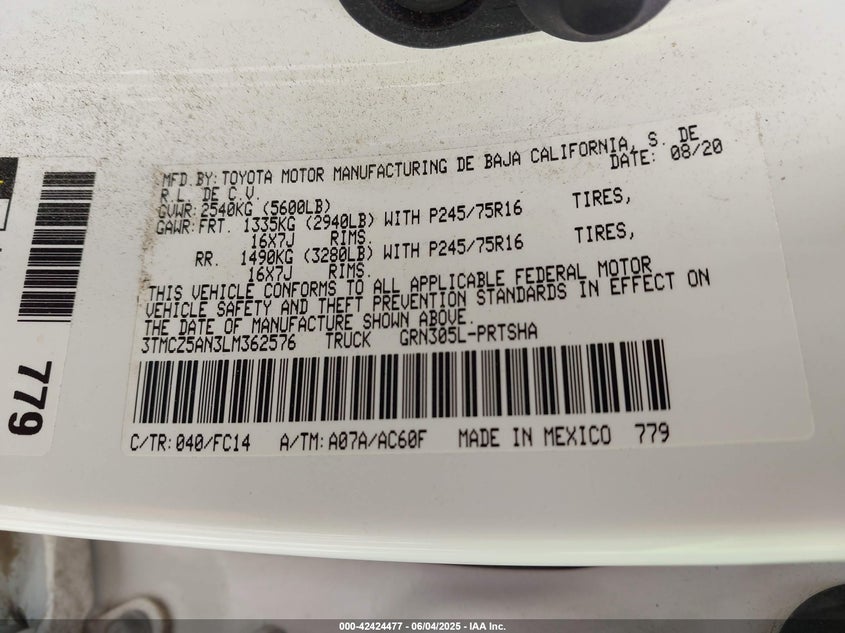 MFD.BY:TOYOTA MOTOR MANUFACTURING DE BAJA CALIFORNIA, S. DE
R.L. DE C.V. DATE: 08/20
GVWR:2540KG (5600LB)
GAWR:FRT. 1335KG (2940LB) WITH P245/75R16 TIRES,
16X7J RIMS.
RR. 1490KG (3280LB) WITH P245/75R16 TIRES,
16X7J RIMS.
THIS VEHICLE CONFORMS TO ALL APPLICABLE FEDERAL MOTOR
VEHICLE SAFETY AND THEFT PREVENTION STANDARDS IN EFFECT ON
THE DATE OF MANUFACTURE SHOWN ABOVE.
3TMCZ5AN3LM362576 TRUCK GRN305L-PRTSHA
C/TR:040/FC14 A/TM:A07A/AC60F MADE IN MEXICO 779
779
000-42424477 - 06/04/2025 - IAA Inc.